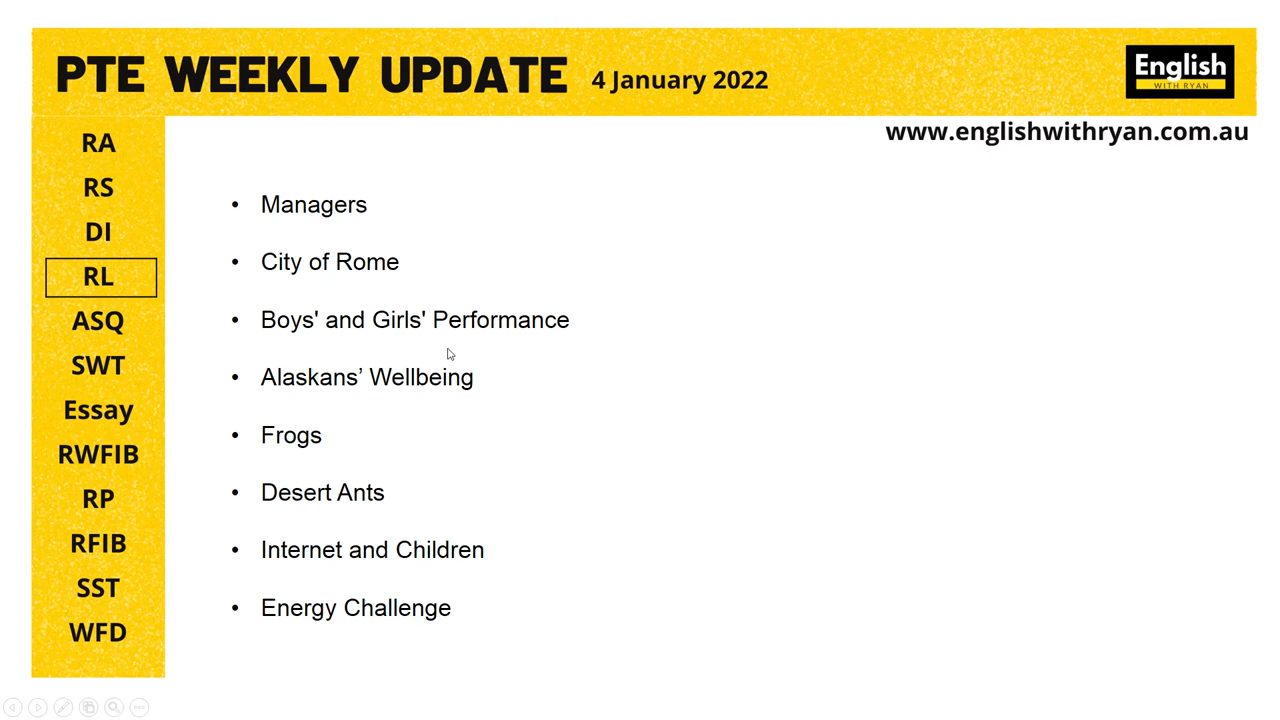 PTE WEEKLY UPDATE 4 January 2022
English
WITH RYAN
www.englishwithryan.com.au
RA
RS
DI
RL
ASQ
SWT
Essay
RWFIB
RP
RFIB
SST
WFD
• Managers
• City of Rome
• Boys' and Girls' Performance
• Alaskans’ Wellbeing
• Frogs
• Desert Ants
• Internet and Children
• Energy Challenge